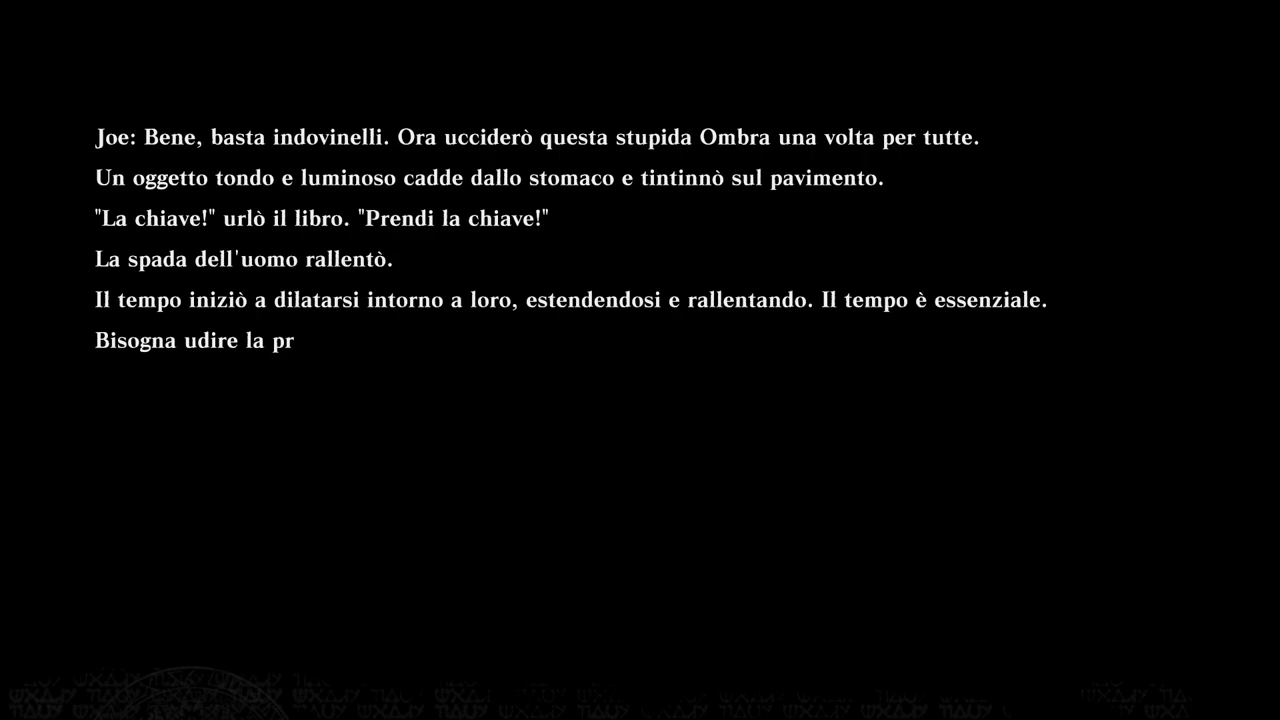 Joe: Bene, basta indovinelli. Ora ucciderò questa stupida Ombra una volta per tutte.
Un oggetto tondo e luminoso cadde dallo stomaco e tintinnò sul pavimento.
"La chiave!" urlò il libro. "Prendi la chiave!"
La spada dell'uomo rallentò.
Il tempo iniziò a dilatarsi intorno a loro, estendendosi e rallentando. Il tempo è essenziale.
Bisogna udire la pr